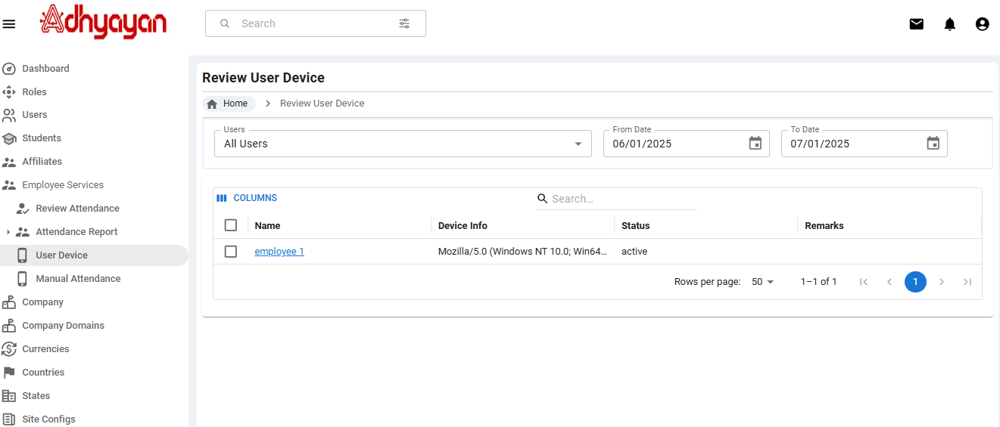 Adhyayan
Search
Dashboard
Roles
Users
Students
Affiliates
Employee Services
Review Attendance
Attendance Report
User Device
Manual Attendance
Company
Company Domains
Currencies
Countries
States
Site Configs
Review User Device
Home > Review User Device
Users
All Users
From Date
06/01/2025
To Date
07/01/2025
COLUMNS
Search…
Name Device Info Status Remarks
employee 1 Mozilla/5.0 (Windows NT 10.0; Win64… active
Rows per page: 50 1–1 of 1 1